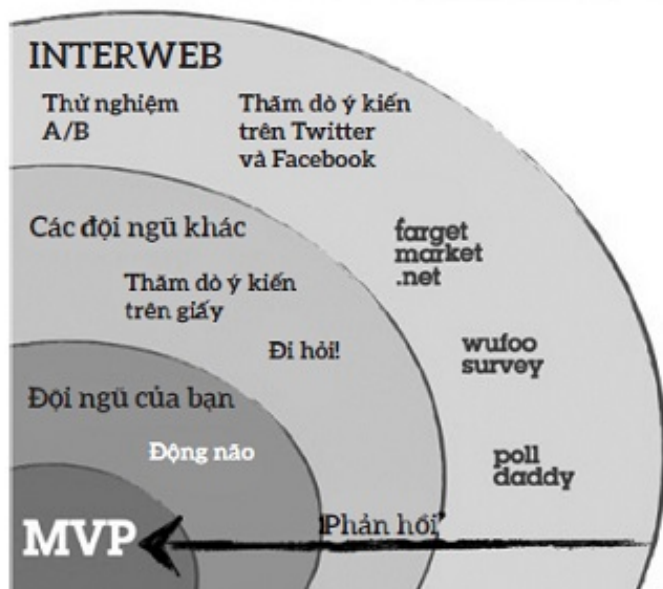 INTERWEB
Thử nghiệm
A/B
Thăm dò ý kiến
trên Twitter
và Facebook
Các đội ngũ khác
Thăm dò ý kiến
trên giấy
Đi hỏi!
farget
market
.net
wufoo
survey
poll
daddy
Đội ngũ của bạn
Động não
Phản hồi
MVP